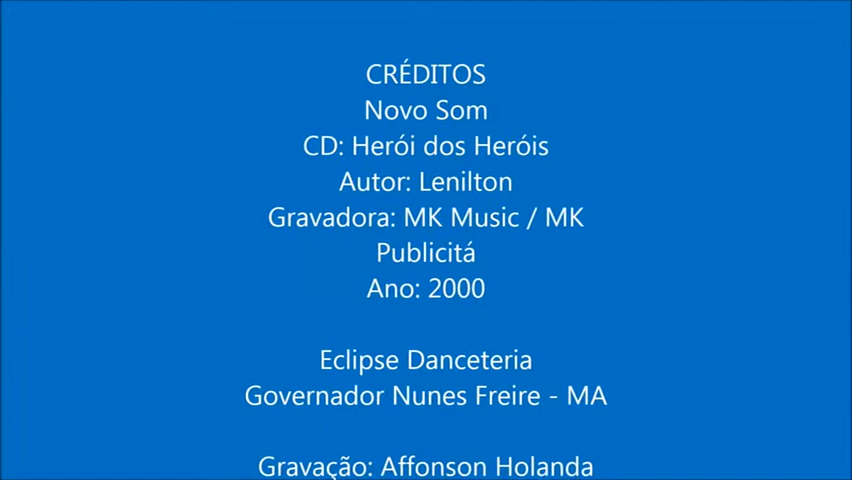 CRÉDITOS
Novo Som
CD: Herói dos Heróis
Autor: Lenilton
Gravadora: MK Music / MK
Publicitá
Ano: 2000
Eclipse Danceteria
Governador Nunes Freire - MA
Gravação: Affonson Holanda